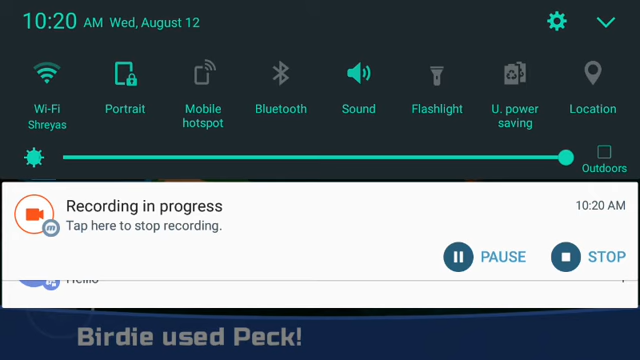 10:20 AM Wed, August 12
Wi-Fi
Shreyas
Portrait
Mobile
hotspot
Bluetooth
Sound
Flashlight
U. power
saving
Location
Outdoors
Recording in progress
10:20 AM
Tap here to stop recording.
PAUSE
STOP
Birdie used Peck!